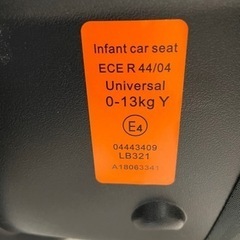 Infant car seat
ECE R 44/04
Universal
0-13kg Y
E4
04443409
LB321
A18063341